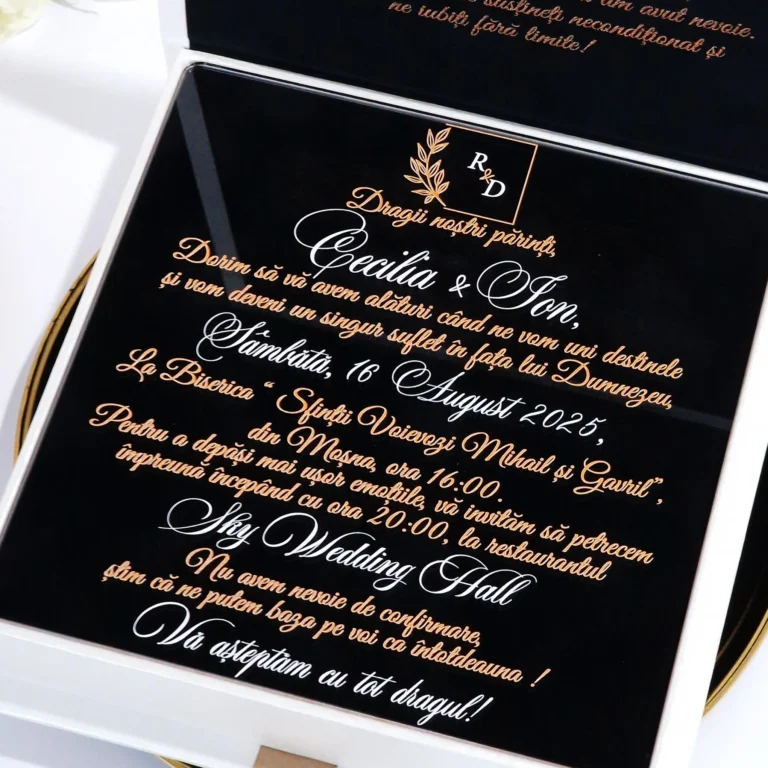 um avut nevoie.
susțineți necondiționat și
ne iubiți fără limite!
R
&
D
Dragii noștri părinți,
Cecilia & Ion,
Dorim să vă avem alături când ne vom uni destinele
și vom deveni un singur suflet în fața lui Dumnezeu,
Sâmbătă, 16 August 2025,
La Biserica “ Sfinții Voievozi Mihail și Gavril”,
din Moșna, ora 16:00.
Pentru a depăși mai ușor emoțiile, vă invităm să petrecem
împreună începând cu ora 20:00, la restaurantul
Sky Wedding Hall
Nu avem nevoie de confirmare,
știm că ne putem baza pe voi ca întotdeauna !
Vă așteptăm cu tot dragul!